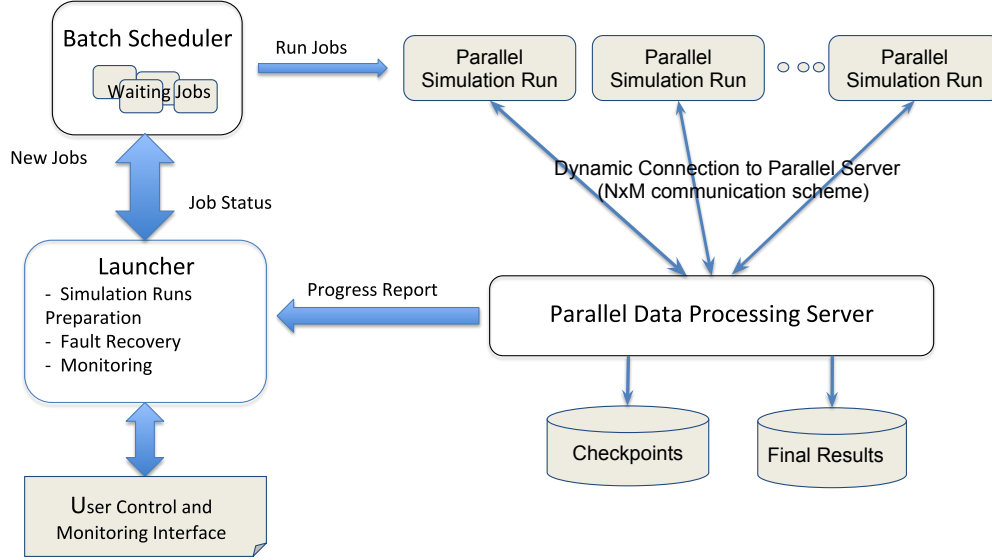 Batch Scheduler
Waiting Jobs
Run Jobs
Parallel
Simulation Run
Parallel
Simulation Run
Parallel
Simulation Run
New Jobs
Job Status
Dynamic Connection to Parallel Server
(NxM communication scheme)
Launcher
- Simulation Runs
Preparation
- Fault Recovery
- Monitoring
Progress Report
Parallel Data Processing Server
Checkpoints
Final Results
User Control and
Monitoring Interface